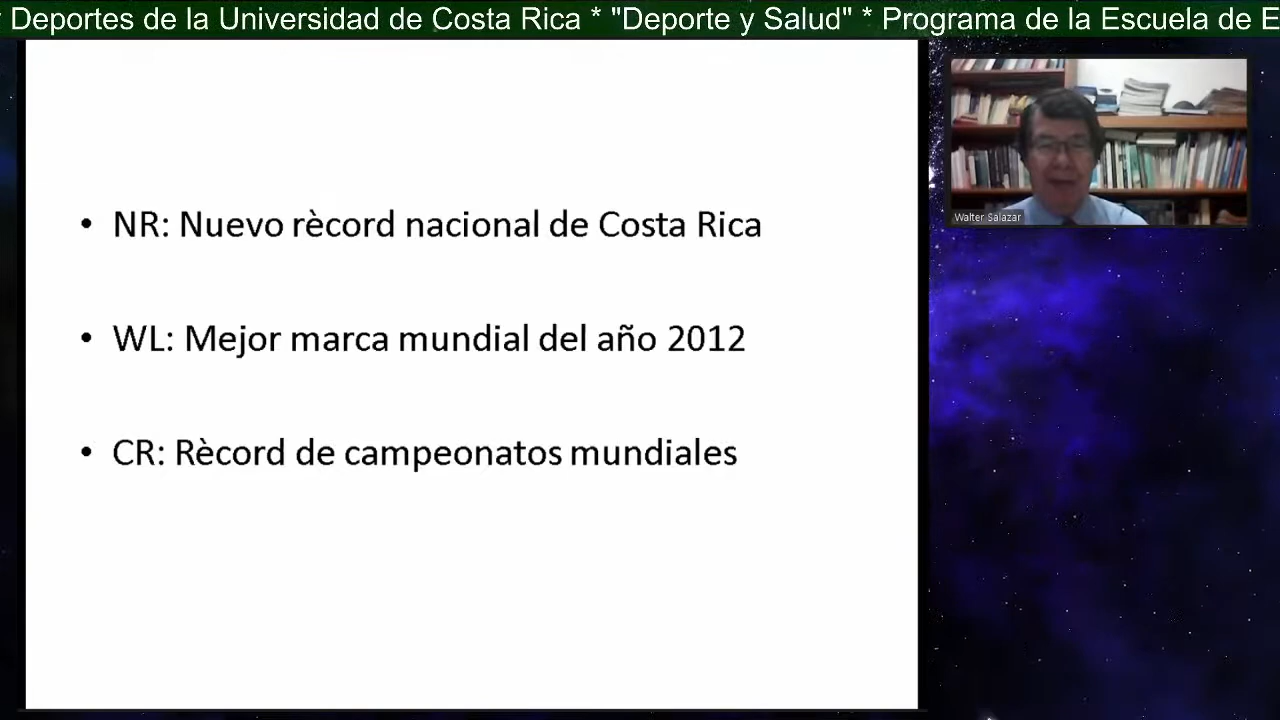 Deportes de la Universidad de Costa Rica * "Deporte y Salud" * Programa de la Escuela de E
• NR: Nuevo rècord nacional de Costa Rica
• WL: Mejor marca mundial del año 2012
• CR: Rècord de campeonatos mundiales
Walter Salazar